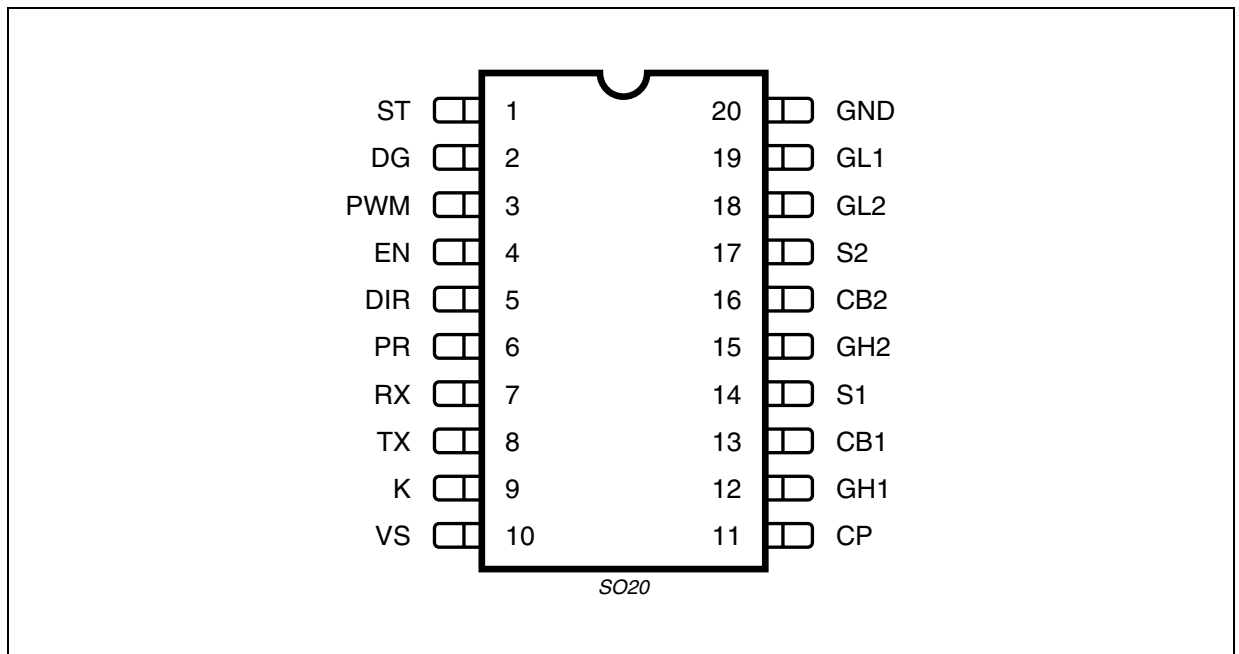 ST 1 20 GND
DG 2 19 GL1
PWM 3 18 GL2
EN 4 17 S2
DIR 5 16 CB2
PR 6 15 GH2
RX 7 14 S1
TX 8 13 CB1
K 9 12 GH1
VS 10 11 CP
SO20